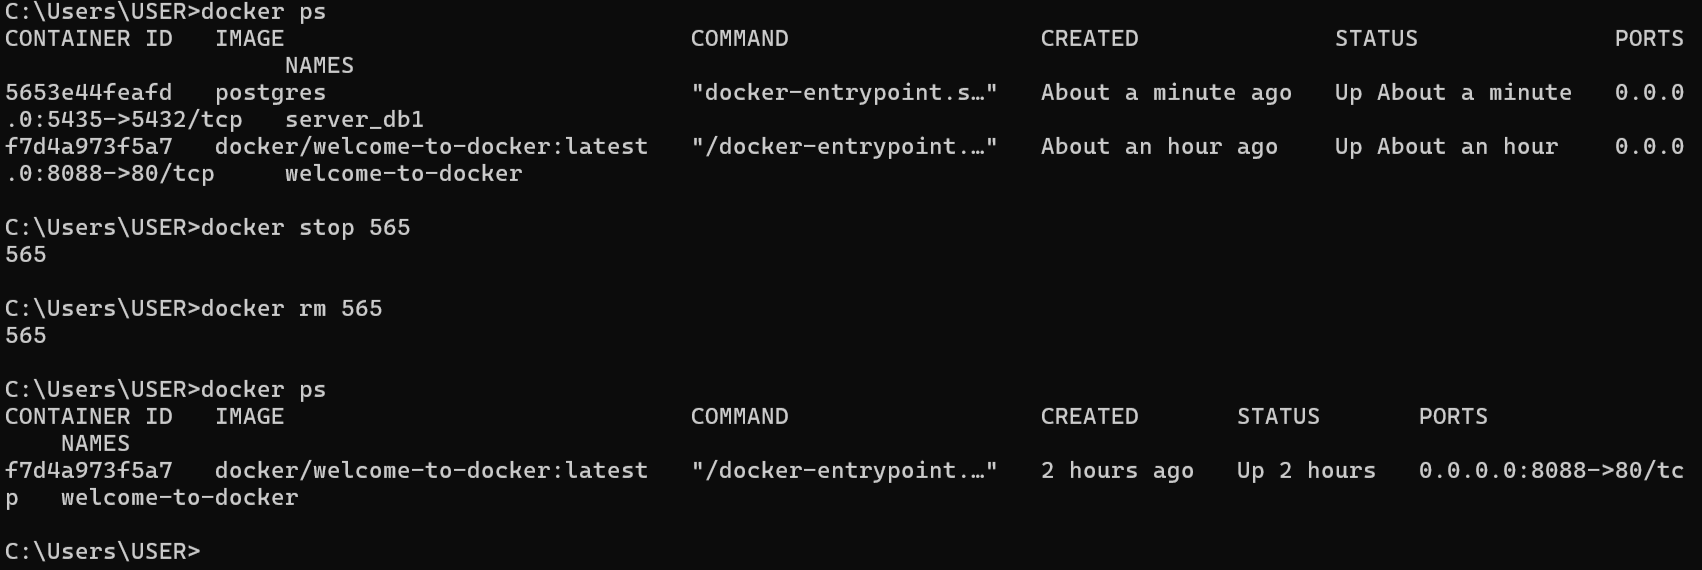 C:\Users\USER>docker ps
CONTAINER ID   IMAGE                             COMMAND                  CREATED              STATUS              PORTS
                    NAMES
5653e44feafd   postgres                          "docker-entrypoint.s…"   About a minute ago   Up About a minute   0.0.0
.0:5435->5432/tcp   server_db1
f7d4a973f5a7   docker/welcome-to-docker:latest   "/docker-entrypoint.…"   About an hour ago    Up About an hour    0.0.0
.0:8088->80/tcp     welcome-to-docker
C:\Users\USER>docker stop 565
565
C:\Users\USER>docker rm 565
565
C:\Users\USER>docker ps
CONTAINER ID   IMAGE                             COMMAND                  CREATED       STATUS       PORTS
    NAMES
f7d4a973f5a7   docker/welcome-to-docker:latest   "/docker-entrypoint.…"   2 hours ago   Up 2 hours   0.0.0.0:8088->80/tc
p   welcome-to-docker
C:\Users\USER>